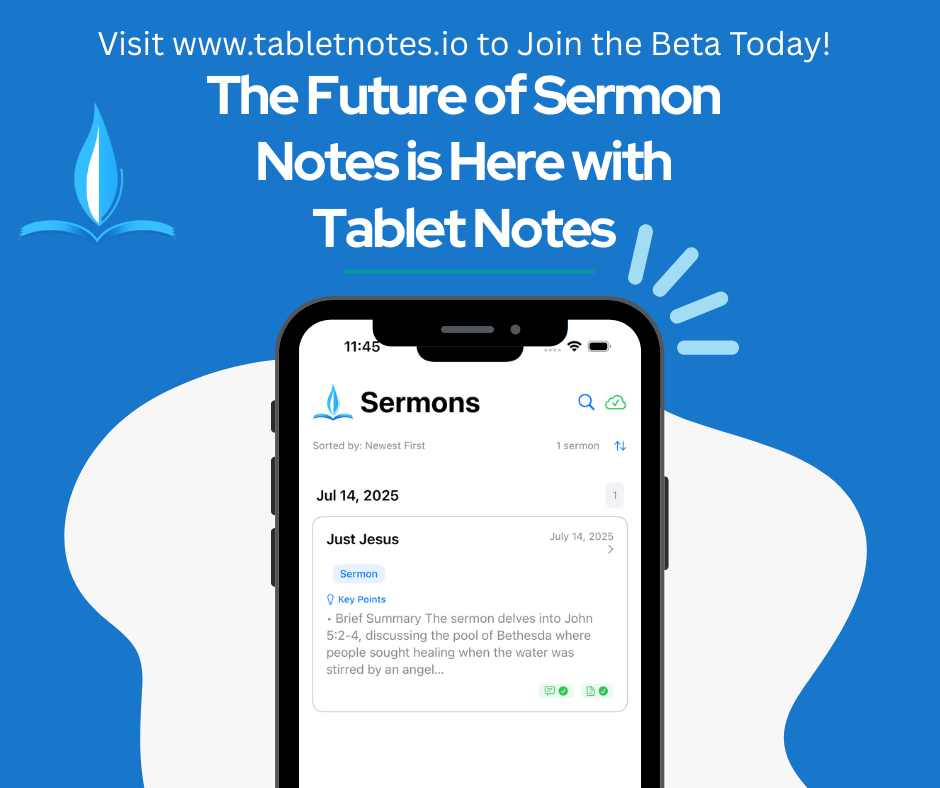 Visit www.tabletnotes.io to Join the Beta Today!
The Future of Sermon
Notes is Here with
Tablet Notes
11:45
Sermons
Sorted by: Newest First
1 sermon
Jul 14, 2025
1
Just Jesus
July 14, 2025
Sermon
Key Points
• Brief Summary The sermon delves into John
5:2-4, discussing the pool of Bethesda where
people sought healing when the water was
stirred by an angel...